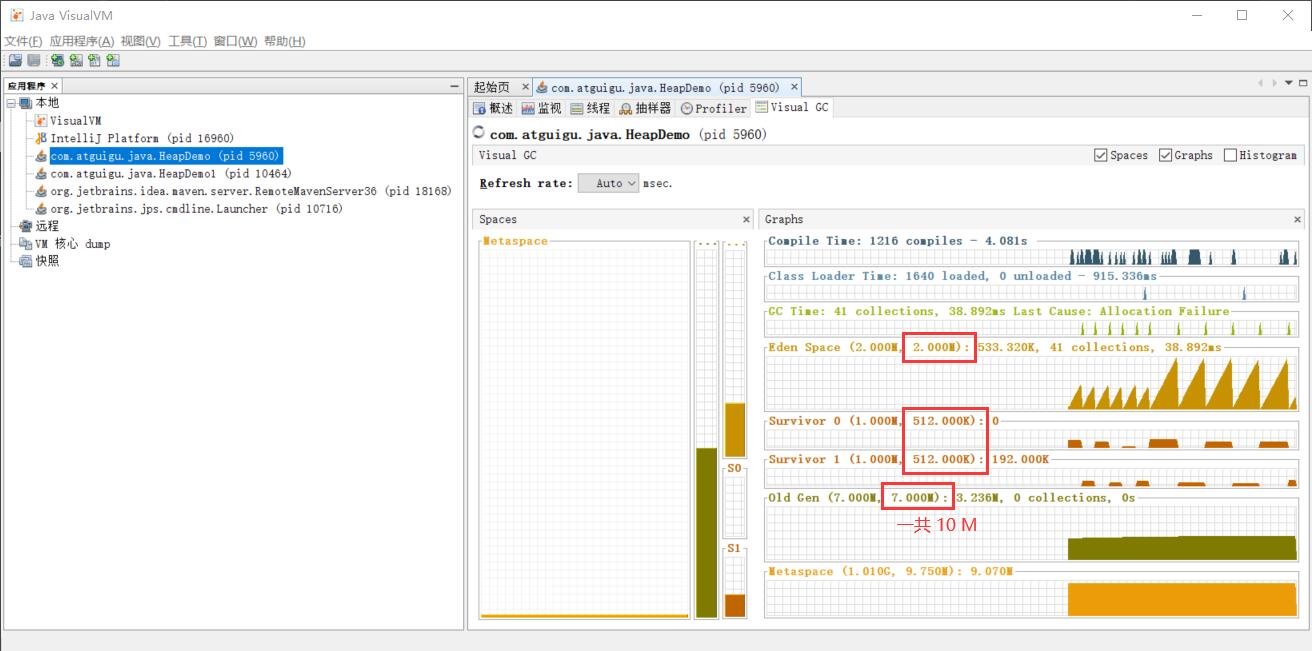 Java VisualVM
文件(F) 应用程序(A) 视图(V) 工具(T) 窗口(W) 帮助(H)
应用程序
本地
VisualVM
IntelliJ Platform (pid 16960)
com.atguigu.java.HeapDemo (pid 5960)
com.atguigu.java.HeapDemo1 (pid 10464)
org.jetbrains.idea.maven.server.RemoteMavenServer36 (pid 18168)
org.jetbrains.jps.cmdline.Launcher (pid 10716)
远程
VM 核心 dump
快照
起始页 com.atguigu.java.HeapDemo (pid 5960)
概述 监视 线程 抽样器 Profiler Visual GC
com.atguigu.java.HeapDemo (pid 5960)
Visual GC Spaces Graphs Histogram
Refresh rate: Auto msec.
Spaces
Metaspace ... ...
S0
S1
Graphs
Compile Time: 1216 compiles - 4.081s
Class Loader Time: 1640 loaded, 0 unloaded - 915.336ms
GC Time: 41 collections, 38.892ms Last Cause: Allocation Failure
Eden Space (2.000M, 2.000M): 533.320K, 41 collections, 38.892ms
Survivor 0 (1.000M, 512.000K): 0
Survivor 1 (1.000M, 512.000K): 192.000K
Old Gen (7.000M, 7.000M): 3.236M, 0 collections, 0s
一共 10 M
Metaspace (1.010G, 9.750M): 9.070M